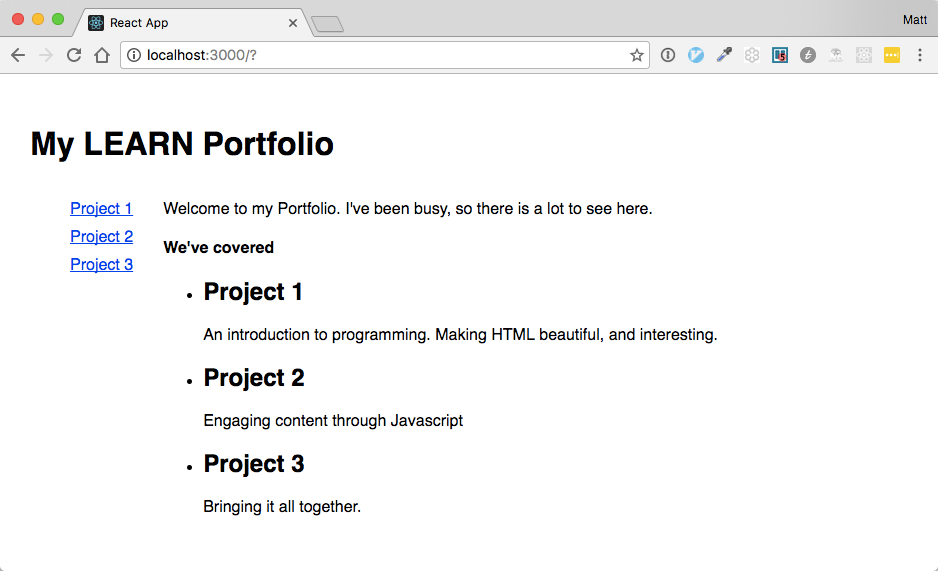 React App
Matt
localhost:3000/?
My LEARN Portfolio
Project 1
Project 2
Project 3
Welcome to my Portfolio. I've been busy, so there is a lot to see here.
We've covered
Project 1
An introduction to programming. Making HTML beautiful, and interesting.
Project 2
Engaging content through Javascript
Project 3
Bringing it all together.